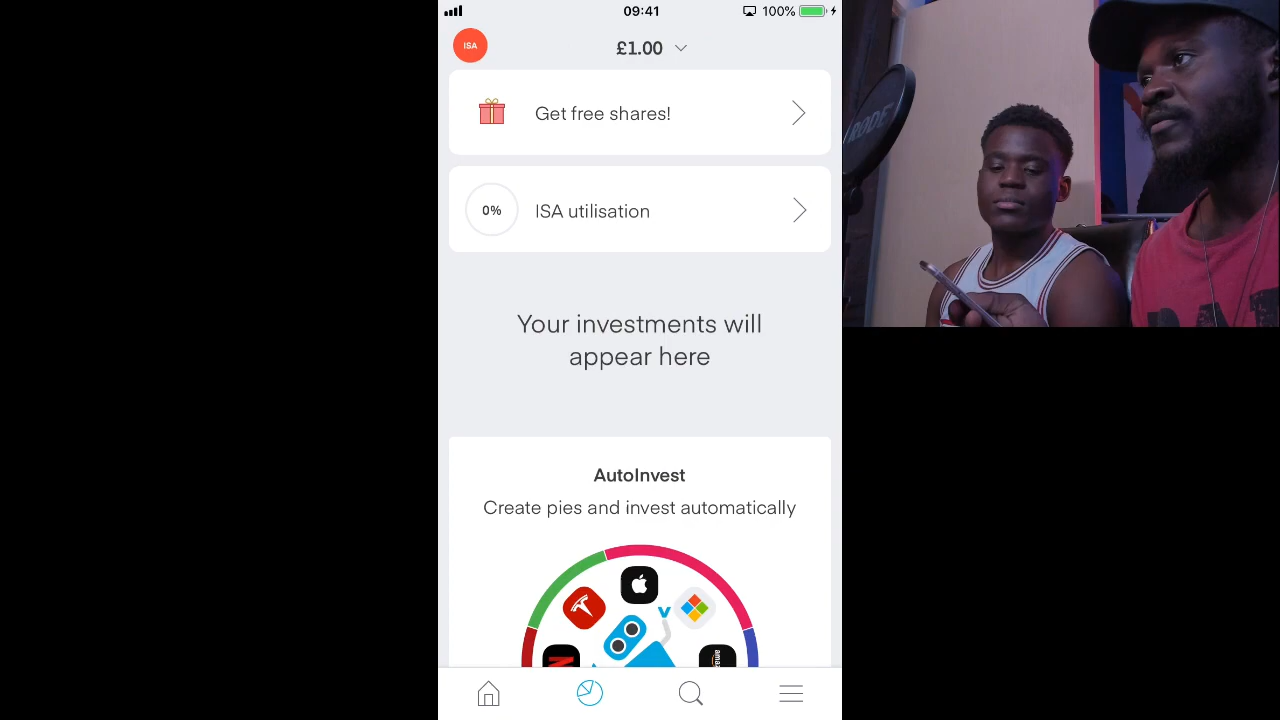 09:41
100%
ISA
£1.00
Get free shares!
0%
ISA utilisation
Your investments will
appear here
AutoInvest
Create pies and invest automatically
RODE